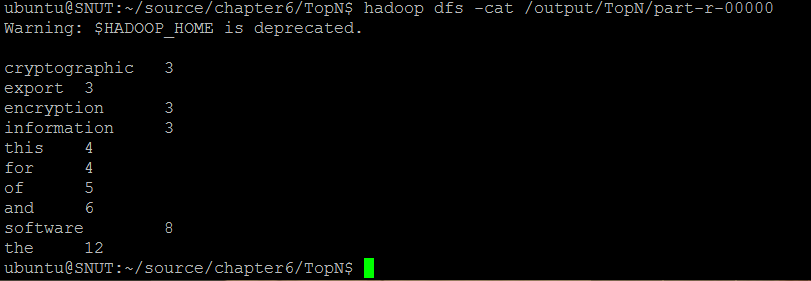 ubuntu@SNUT:~/source/chapter6/TopN$ hadoop dfs -cat /output/TopN/part-r-00000
Warning: $HADOOP_HOME is deprecated.

cryptographic	3
export	3
encryption	3
information	3
this	4
for	4
of	5
and	6
software	8
the	12
ubuntu@SNUT:~/source/chapter6/TopN$